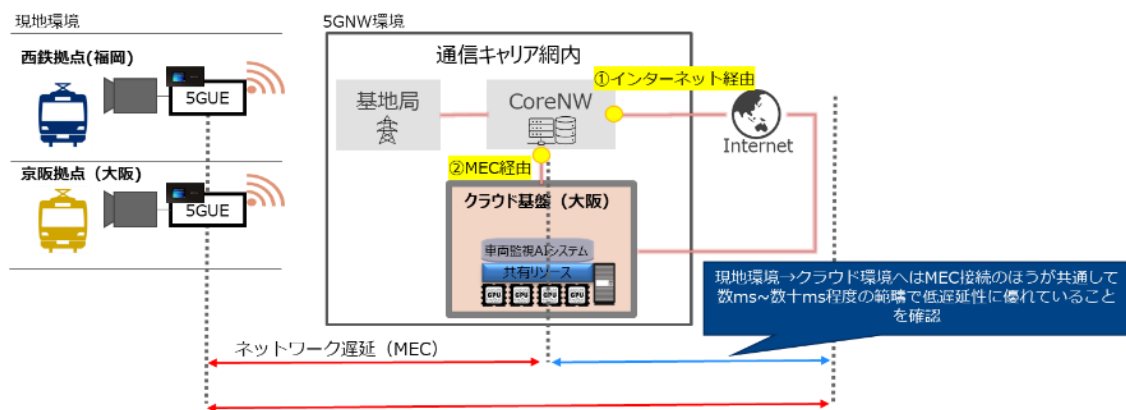 現地環境
西鉄拠点(福岡)
5GUE
京阪拠点（大阪）
5GUE
5GNW環境
通信キャリア網内
①インターネット経由
基地局
CoreNW
Internet
②MEC経由
クラウド基盤（大阪）
車両監視AIシステム
共有リソース
GPU GPU GPU GPU
現地環境→クラウド環境へはMEC接続のほうが共通して
数ms~数十ms程度の範疇で低遅延性に優れていること
を確認
ネットワーク遅延（MEC）